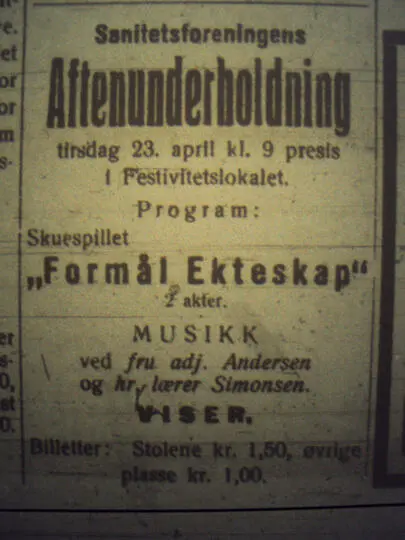 Sanitetsforeningens
Aftenunderholdning
tirsdag 23. april kl. 9 presis
i Festivitetslokalet.
Program:
Skuespillet
„Formål Ekteskap“
2 akter.
MUSIKK
ved fru adj. Andersen
og hr. lærer Simonsen.
VISER.
Billetter: Stolene kr. 1,50, øvrige
plasse kr. 1,00.